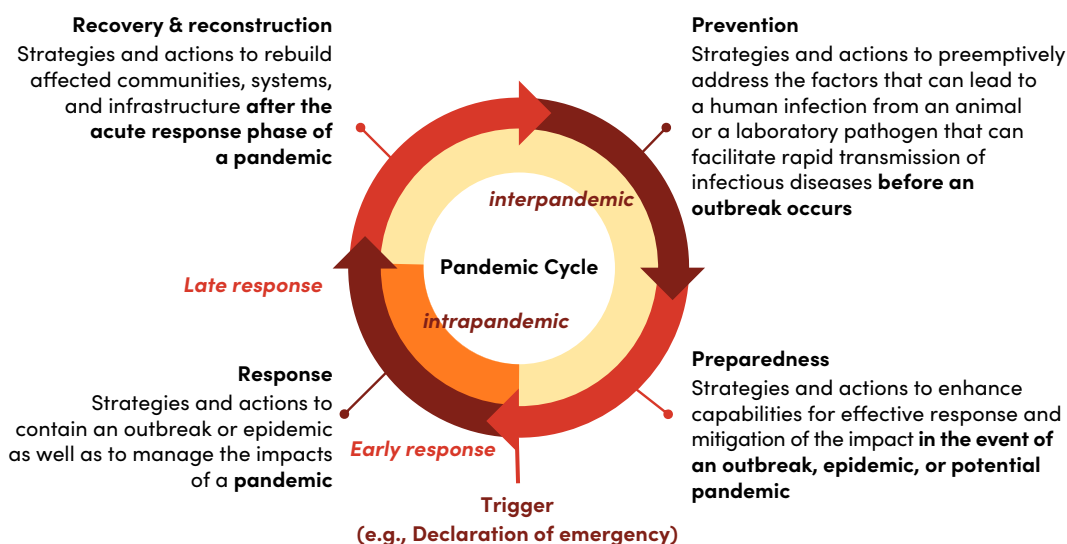 Recovery & reconstruction
Strategies and actions to rebuild
affected communities, systems,
and infrastructure after the
acute response phase of
a pandemic
Prevention
Strategies and actions to preemptively
address the factors that can lead to
a human infection from an animal
or a laboratory pathogen that can
facilitate rapid transmission of
infectious diseases before an
outbreak occurs
interpandemic
Pandemic Cycle
intrapandemic
Late response
Response
Strategies and actions to
contain an outbreak or epidemic
as well as to manage the impacts
of a pandemic
Early response
Preparedness
Strategies and actions to enhance
capabilities for effective response and
mitigation of the impact in the event of
an outbreak, epidemic, or potential
pandemic
Trigger
(e.g., Declaration of emergency)